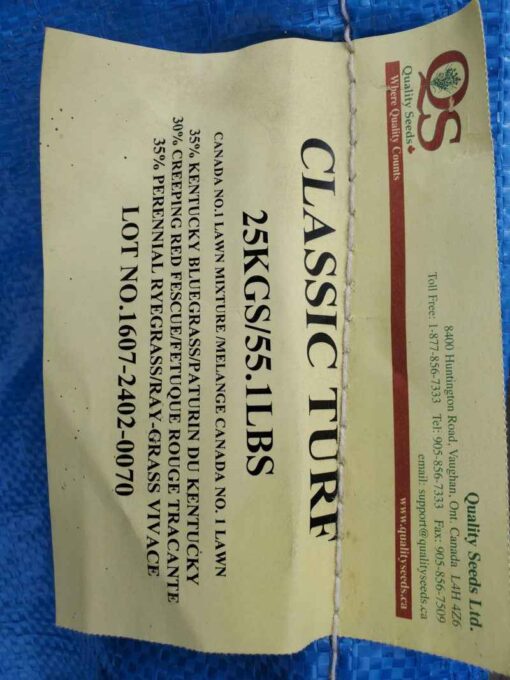 QS
Quality Seeds
Where Quality Counts
Quality Seeds Ltd.
8400 Huntington Road, Vaughan, Ont. Canada L4H 4Z6
Toll Free: 1-877-856-7333 Tel: 905-856-7333 Fax: 905-856-7509
email: support@qualityseeds.ca
www.qualityseeds.ca
CLASSIC TURF
25KGS/55.1LBS
CANADA NO.1 LAWN MIXTURE /MELANGE CANADA NO. 1 LAWN
35% KENTUCKY BLUEGRASS/PATURIN DU KENTUCKY
30% CREEPING RED FESCUE/FETUQUE ROUGE TRACANTE
35% PERENNIAL RYEGRASS/RAY-GRASS VIVACE
LOT NO.1607-2402-0070